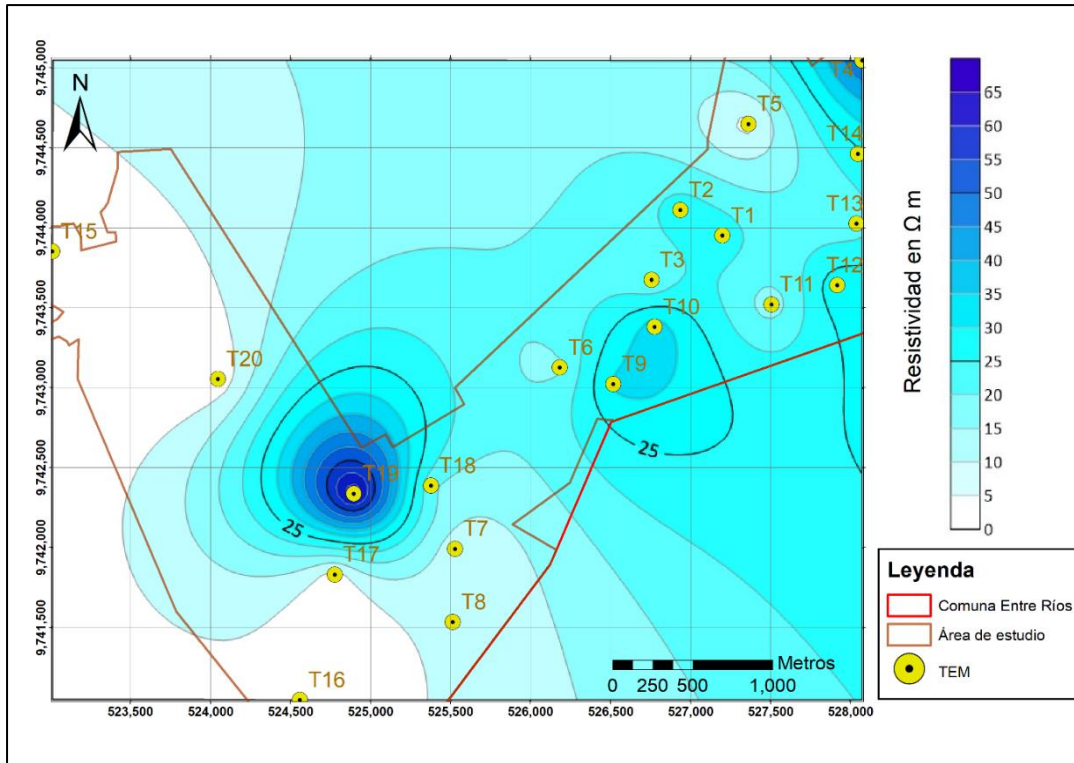 N
9,745,000
9,744,500
9,744,000
9,743,500
9,743,000
9,742,500
9,742,000
9,741,500
523,500
524,000
524,500
525,000
525,500
526,000
526,500
527,000
527,500
528,000
T4
T5
T14
T2
T13
T1
T15
T3
T12
T11
T10
T6
T20
T9
25
T19
T18
25
T7
T17
T8
T16
Metros
0 250 500 1,000
Resistividad en Ω m
65
60
55
50
45
40
35
30
25
20
15
10
5
0
Leyenda
Comuna Entre Ríos
Área de estudio
TEM